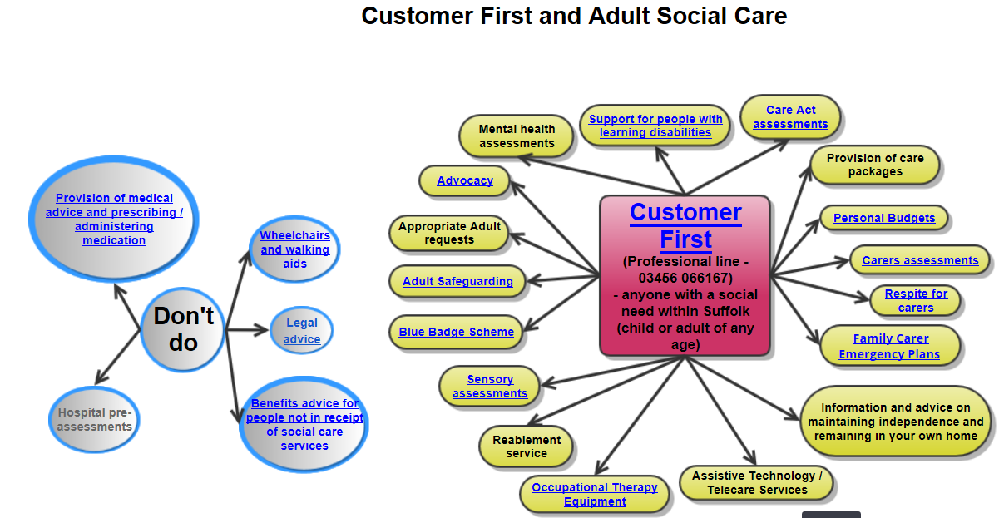 Customer First and Adult Social Care
Provision of medical
advice and prescribing /
administering
medication
Wheelchairs
and walking
aids
Don't
do
Legal
advice
Hospital pre-
assessments
Benefits advice for
people not in receipt
of social care
services
Mental health
assessments
Support for people with
learning disabilities
Care Act
assessments
Provision of care
packages
Advocacy
Appropriate Adult
requests
Adult Safeguarding
Blue Badge Scheme
Customer
First
(Professional line -
03456 066167)
- anyone with a social
need within Suffolk
(child or adult of any
age)
Personal Budgets
Carers assessments
Respite for
carers
Family Carer
Emergency Plans
Sensory
assessments
Reablement
service
Occupational Therapy
Equipment
Assistive Technology /
Telecare Services
Information and advice on
maintaining independence and
remaining in your own home